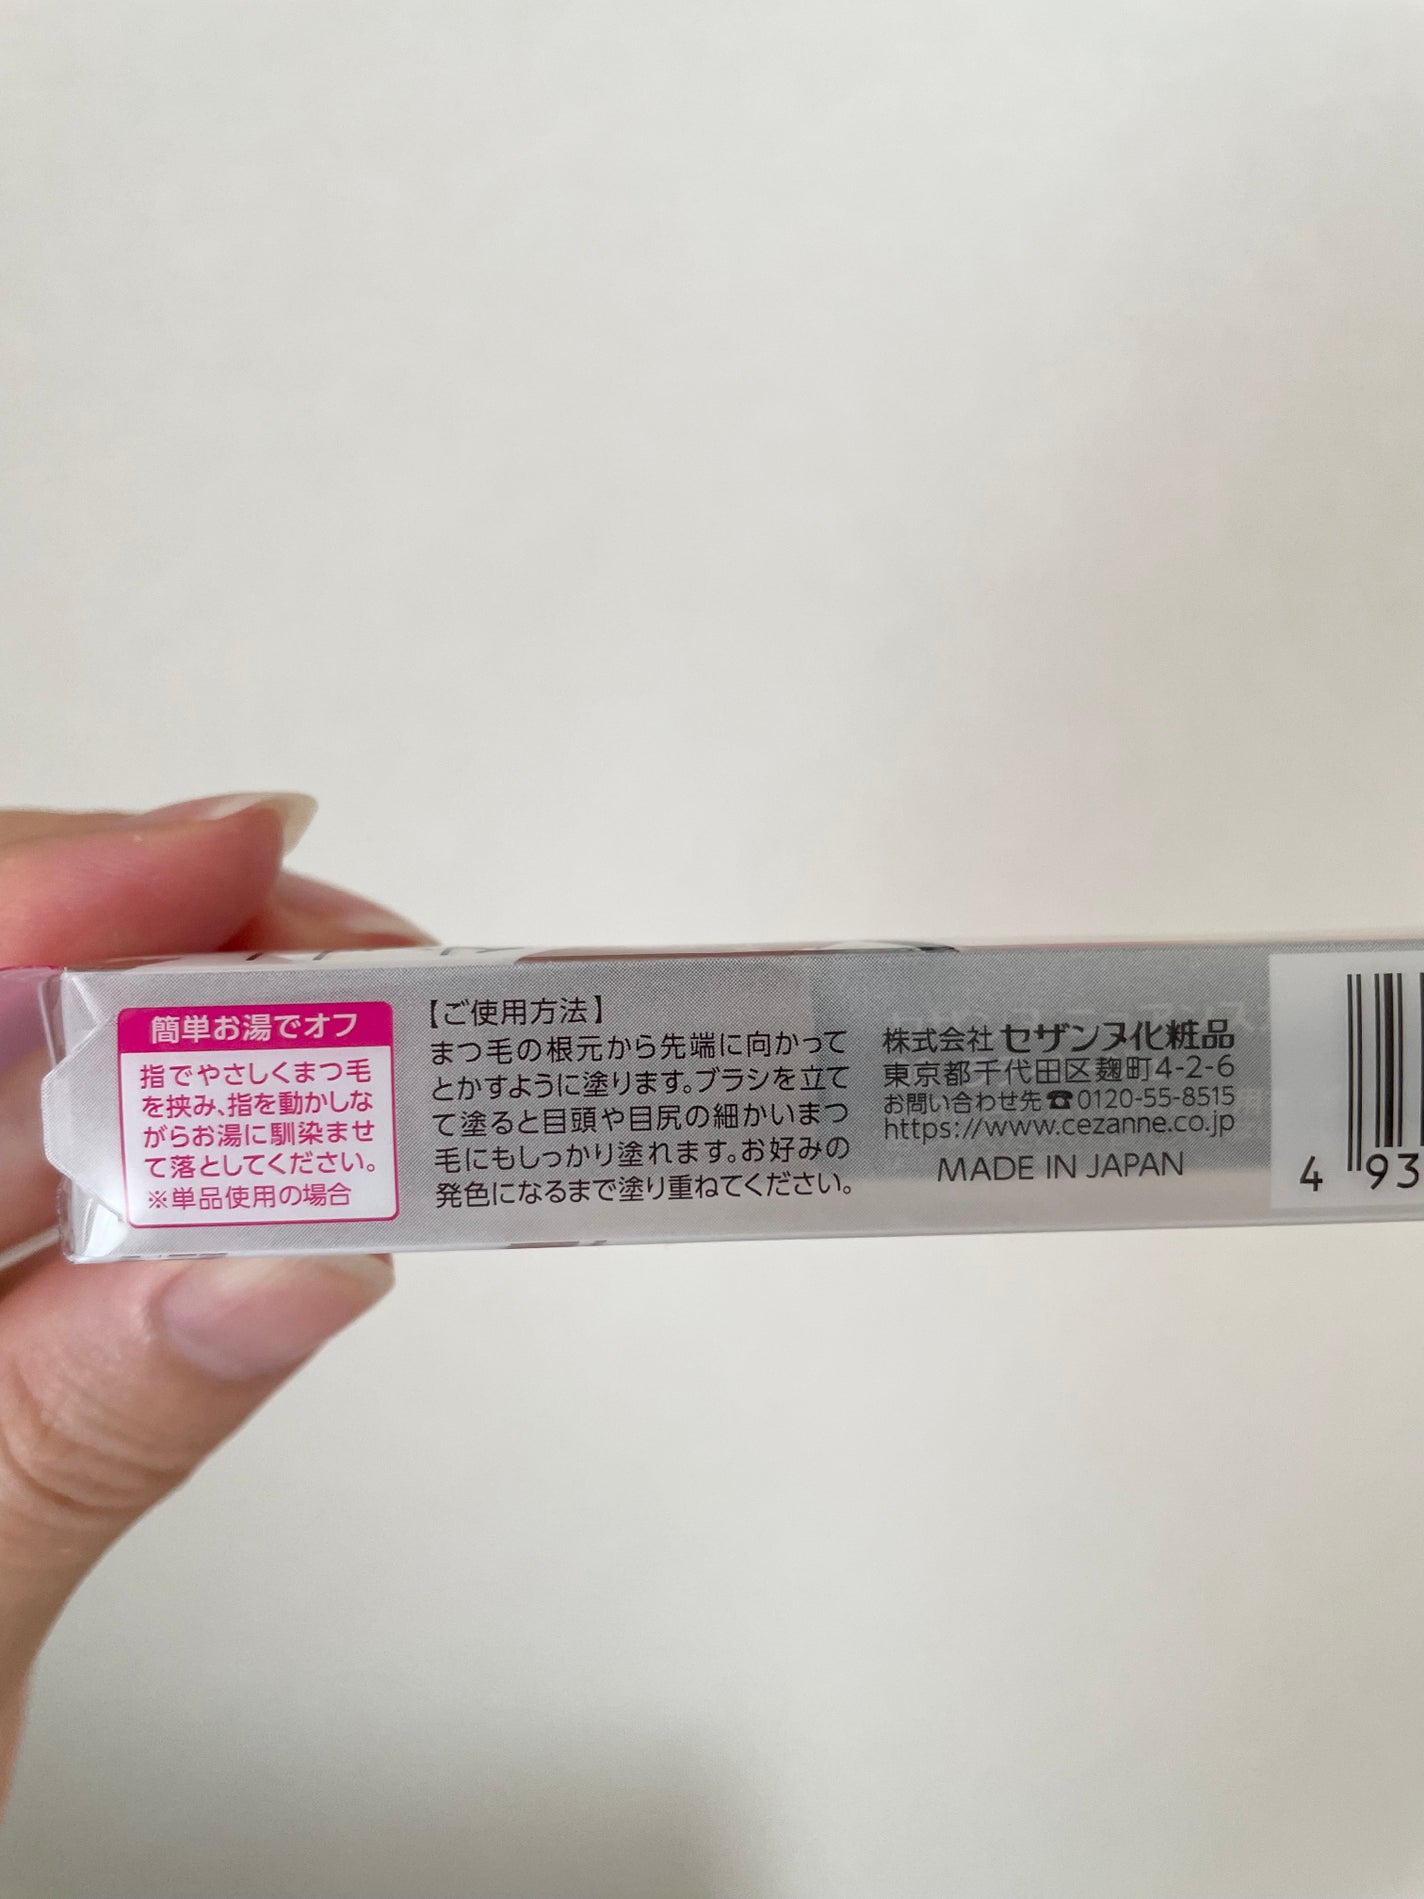 簡単お湯でオフ
指でやさしくまつ毛
を挟み、指を動かしな
がらお湯に馴染ませ
て落としてください。
※単品使用の場合
【ご使用方法】
まつ毛の根元から先端に向かって
とかすように塗ります。ブラシを立て
て塗ると目頭や目尻の細かいまつ
毛にもしっかり塗れます。お好みの
発色になるまで塗り重ねてください。
株式会社 セザンヌ化粧品
東京都千代田区麹町4-2-6
お問い合わせ先☎0120-55-8515
https://www.cezanne.co.jp
MADE IN JAPAN
4 93